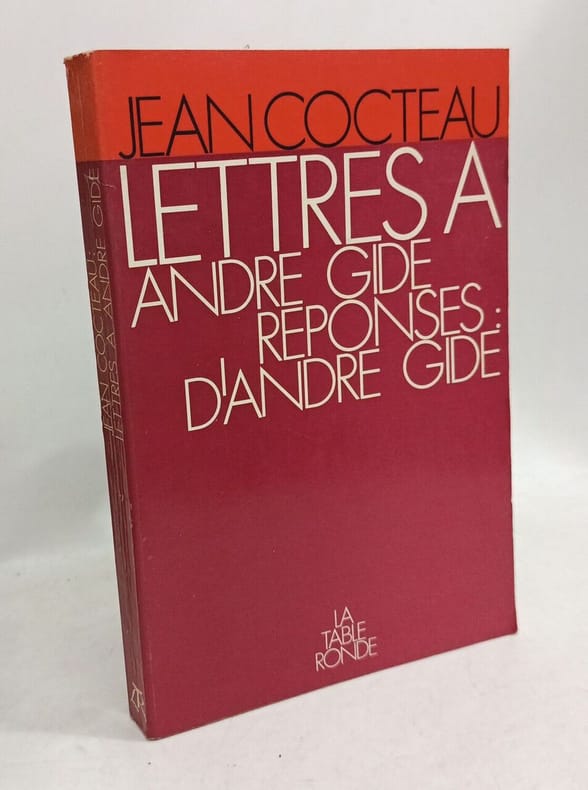 JEAN COCTEAU
LETTRES A
ANDRE GIDE
REPONSES :
D'ANDRE GIDE
LA
TABLE
RONDE
JEAN COCTEAU :
LETTRES A ANDRE GIDE